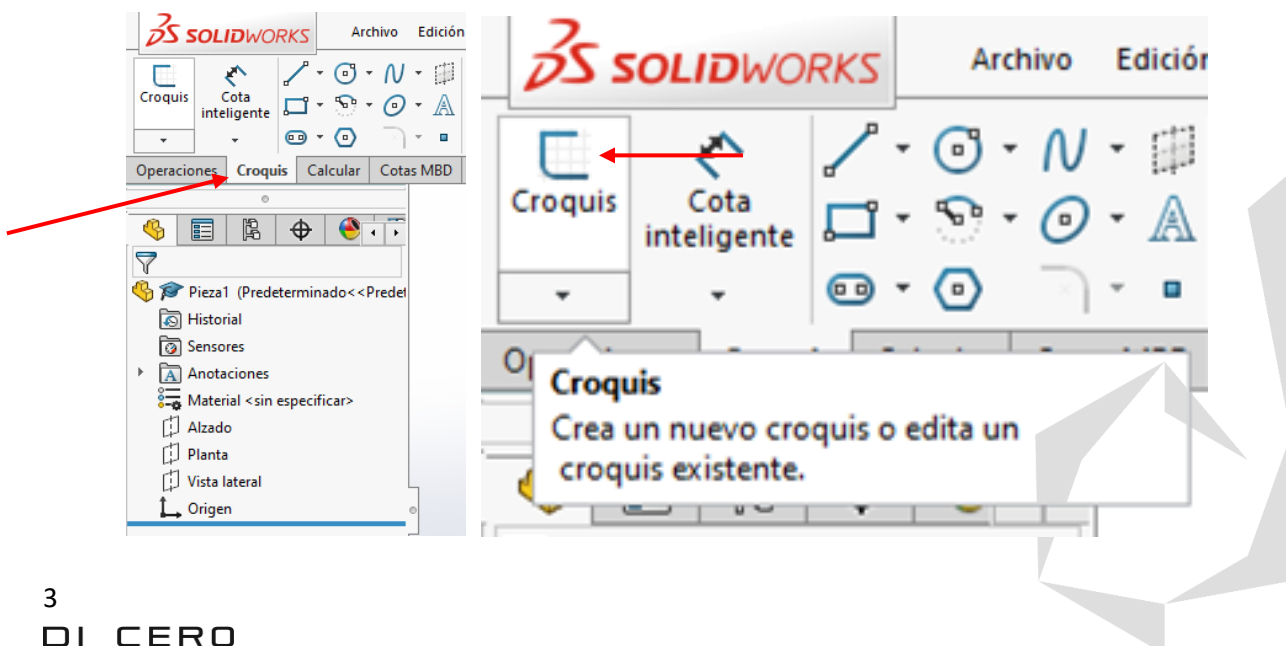 SOLIDWORKS Archivo Edición
Croquis
Cota
inteligente
Operaciones Croquis Calcular Cotas MBD
Pieza1 (Predeterminado<<Predet
Historial
Sensores
Anotaciones
Material <sin especificar>
Alzado
Planta
Vista lateral
Origen
SOLIDWORKS Archivo Edición
Croquis
Cota
inteligente
Croquis
Crea un nuevo croquis o edita un
croquis existente.
3
DI CERO